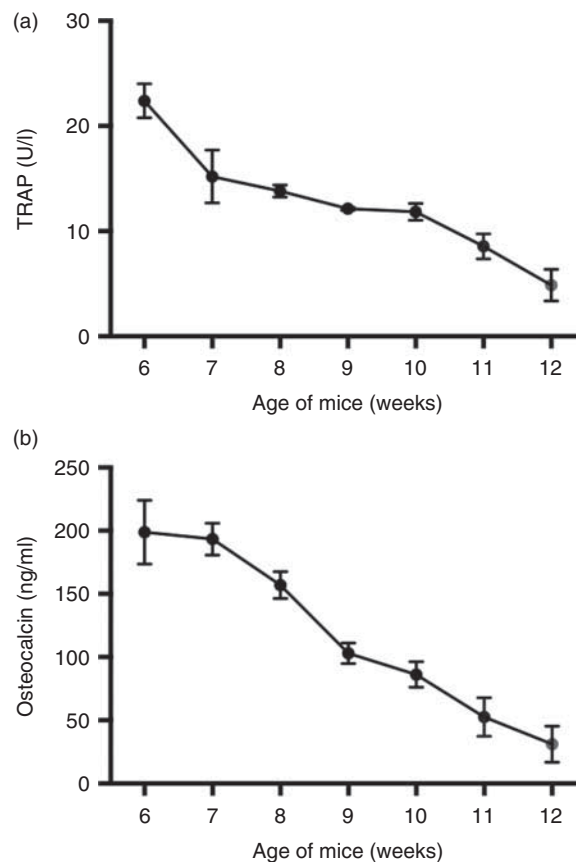 (a)
30
20
10
0
TRAP (U/l)
6 7 8 9 10 11 12
Age of mice (weeks)
(b)
250
200
150
100
50
0
Osteocalcin (ng/ml)
6 7 8 9 10 11 12
Age of mice (weeks)